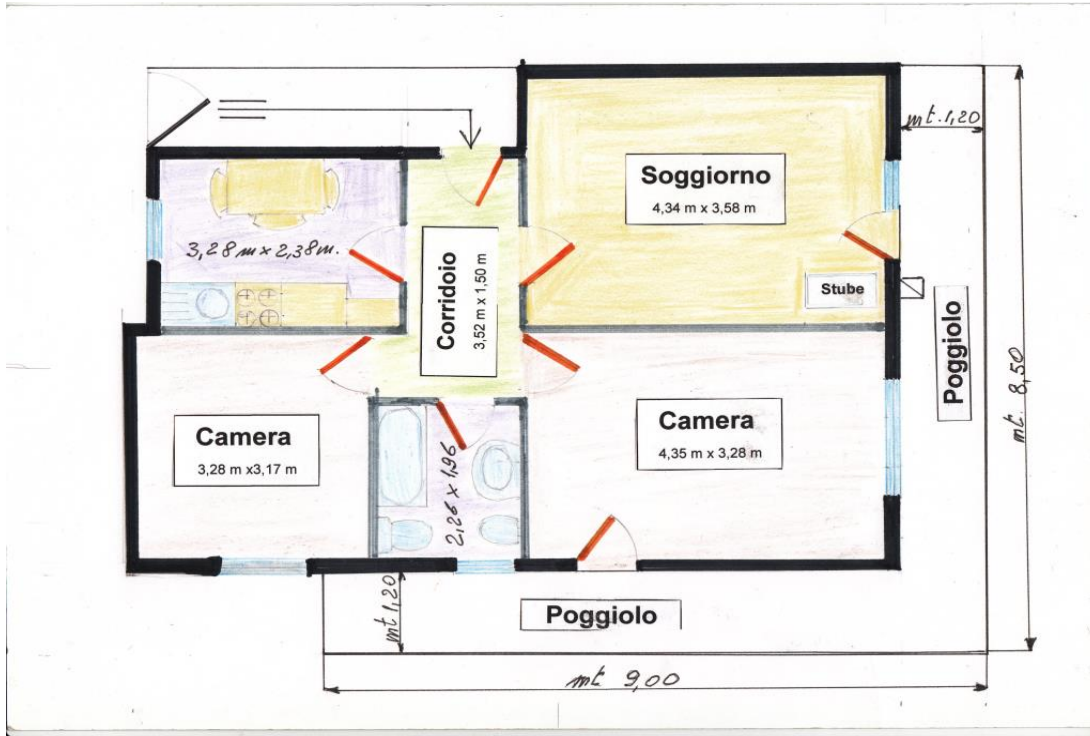 mt. 1,20
Soggiorno
4,34 m x 3,58 m
3,28 m x 2,38 m.
Corridoio
3,52 m x 1,50 m
Stube
Poggiolo
mt. 8,50
Camera
3,28 m x3,17 m
2,26 x 1,96
Camera
4,35 m x 3,28 m
mt 1,20
Poggiolo
mt 9,00